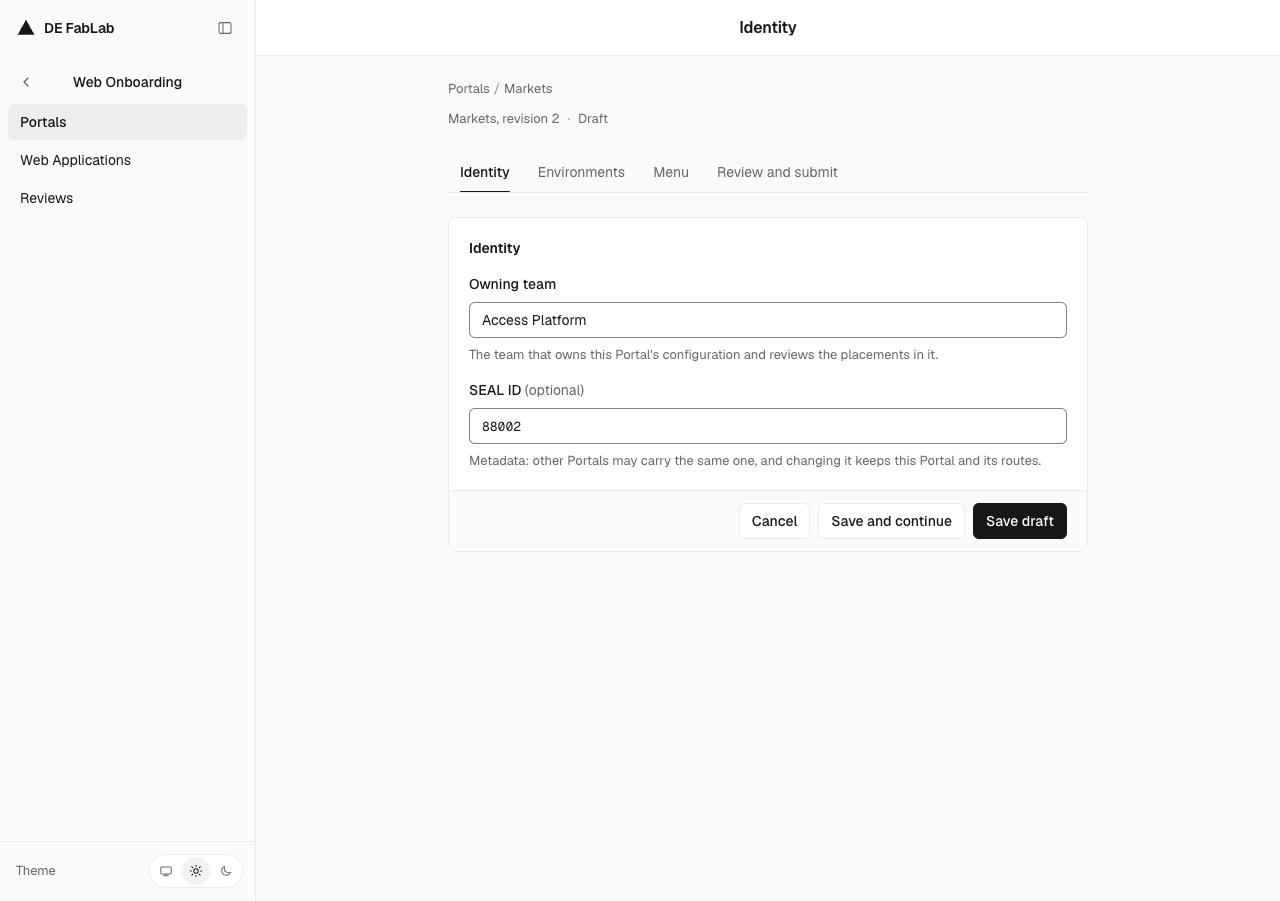 DE FabLab
Identity
Web Onboarding
Portals
Web Applications
Reviews
Portals / Markets
Markets, revision 2 · Draft
Identity Environments Menu Review and submit
Identity
Owning team
Access Platform
The team that owns this Portal's configuration and reviews the placements in it.
SEAL ID (optional)
88002
Metadata: other Portals may carry the same one, and changing it keeps this Portal and its routes.
Cancel Save and continue Save draft
Theme